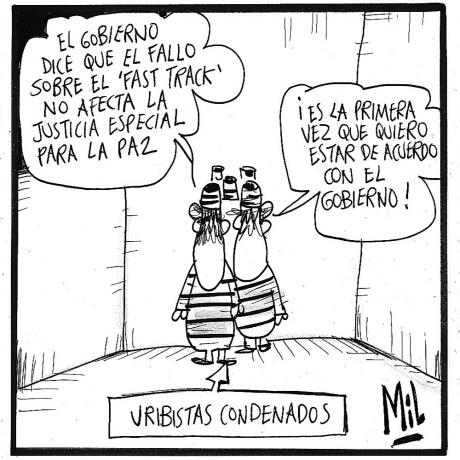 EL GOBIERNO
DICE QUE EL FALLO
SOBRE EL 'FAST TRACK'
NO AFECTA LA
JUSTICIA ESPECIAL
PARA LA PAZ
¡ES LA PRIMERA
VEZ QUE QUIERO
ESTAR DE ACUERDO
CON EL
GOBIERNO!
URIBISTAS CONDENADOS
MiL